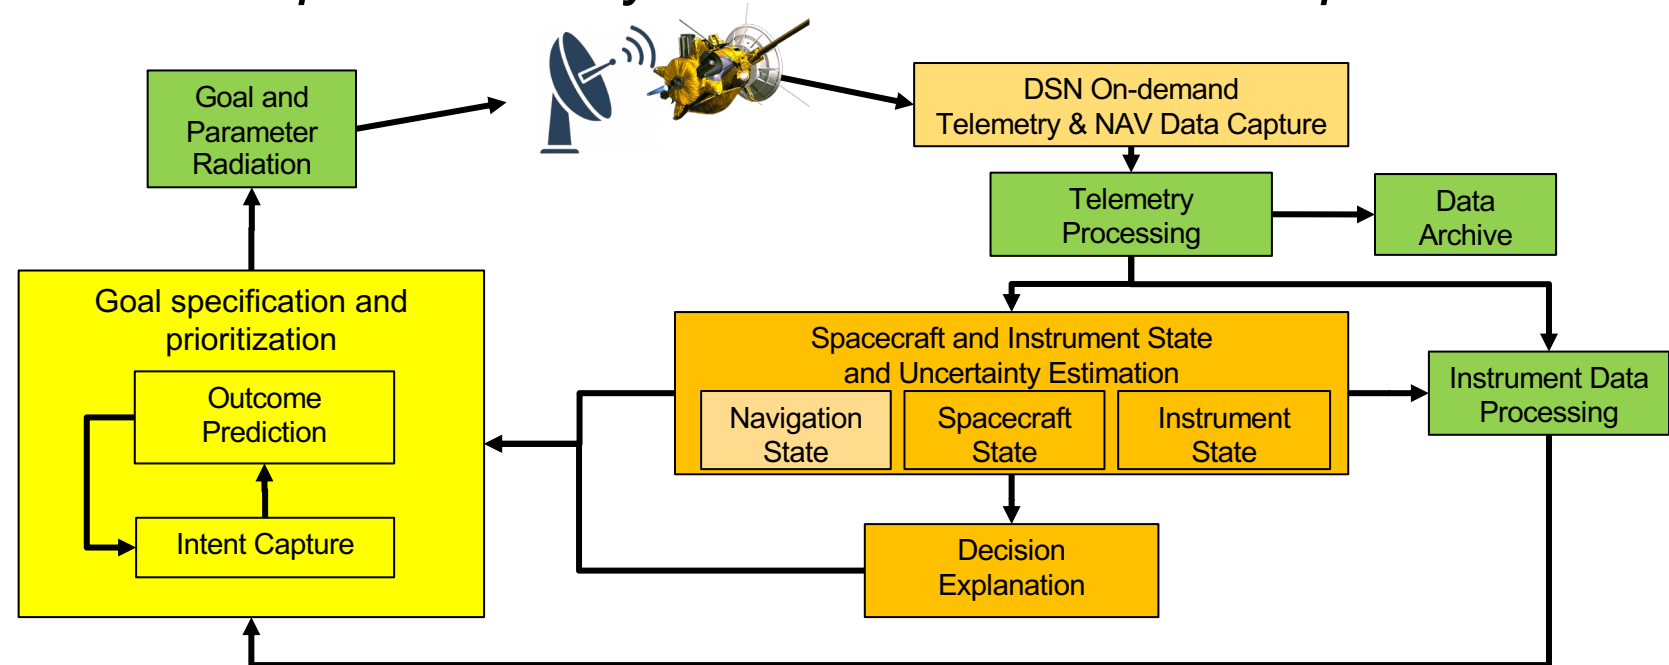 Goal and
Parameter
Radiation
DSN On-demand
Telemetry & NAV Data Capture
Telemetry
Processing
Data
Archive
Goal specification and
prioritization
Outcome
Prediction
Intent Capture
Spacecraft and Instrument State
and Uncertainty Estimation
Navigation
State
Spacecraft
State
Instrument
State
Instrument Data
Processing
Decision
Explanation